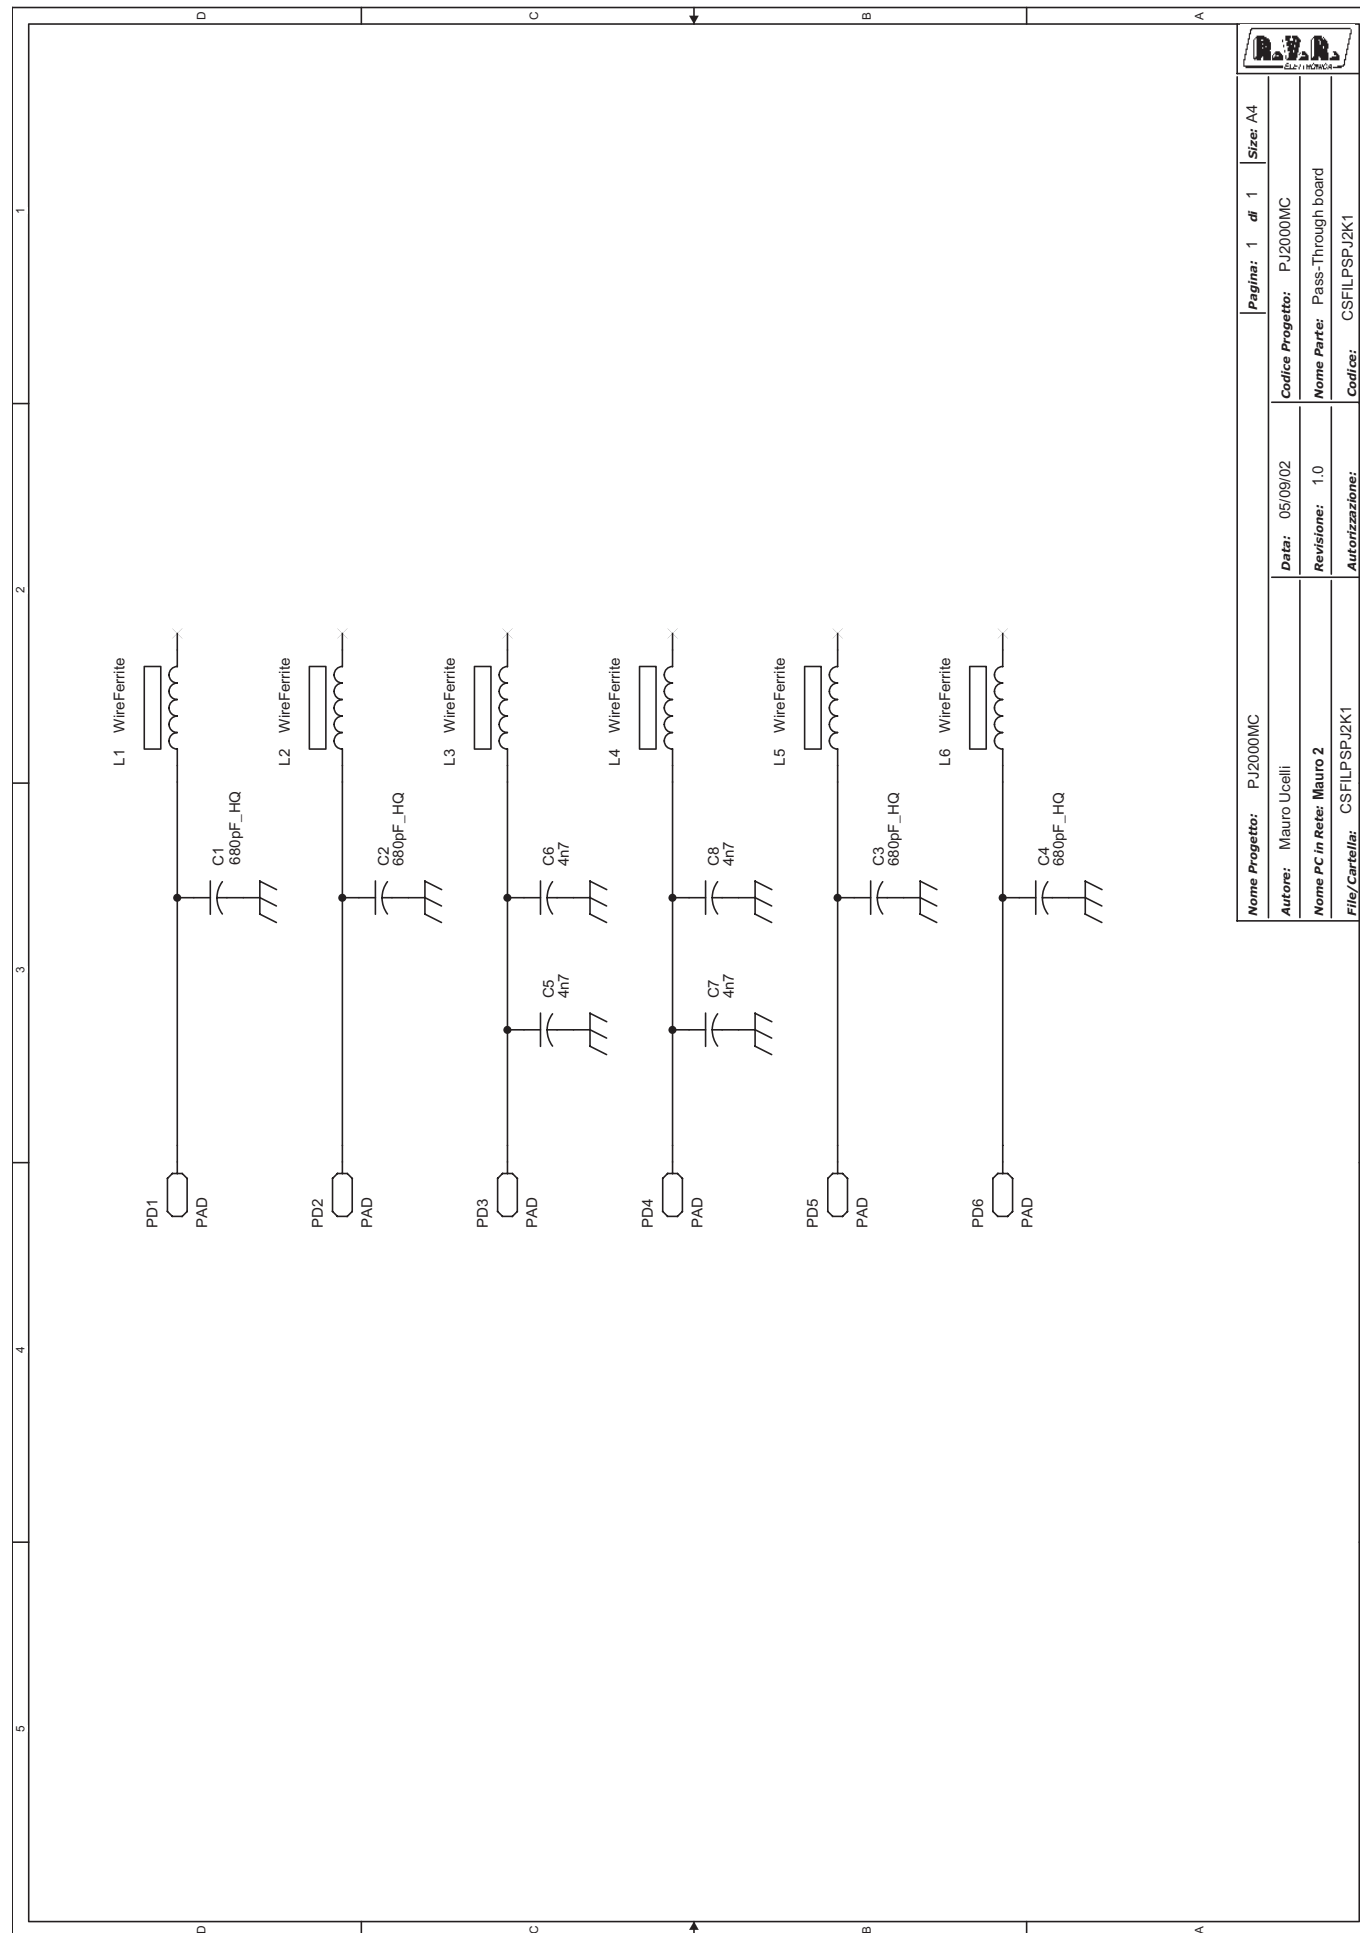 5
4
3
2
1
D
D
C
C
B
B
A
A
PD1
PAD
C1
680pF_HQ
L1 WireFerrite
PD2
PAD
C2
680pF_HQ
L2 WireFerrite
PD3
PAD
C5
4n7
C6
4n7
L3 WireFerrite
PD4
PAD
C7
4n7
C8
4n7
L4 WireFerrite
PD5
PAD
C3
680pF_HQ
L5 WireFerrite
PD6
PAD
C4
680pF_HQ
L6 WireFerrite
Nome Progetto: PJ2000MC Pagina: 1 di 1 Size: A4
Autore: Mauro Ucelli Data: 05/09/02 Codice Progetto: PJ2000MC
Nome PC in Rete: Mauro 2 Revisione: 1.0 Nome Parte: Pass-Through board
File/Cartella: CSFILPSPJ2K1 Autorizzazione: Codice: CSFILPSPJ2K1
R.V.R.
ELETTRONICA